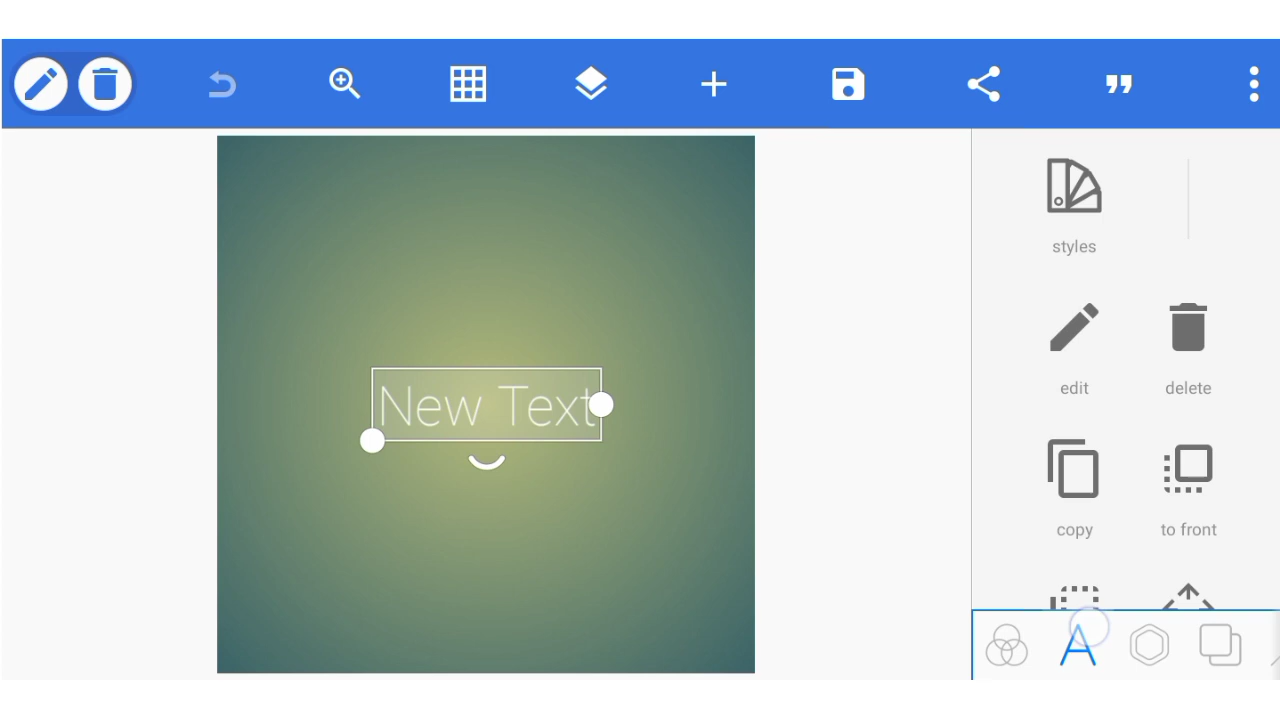 styles
New Text
edit
delete
copy
to front